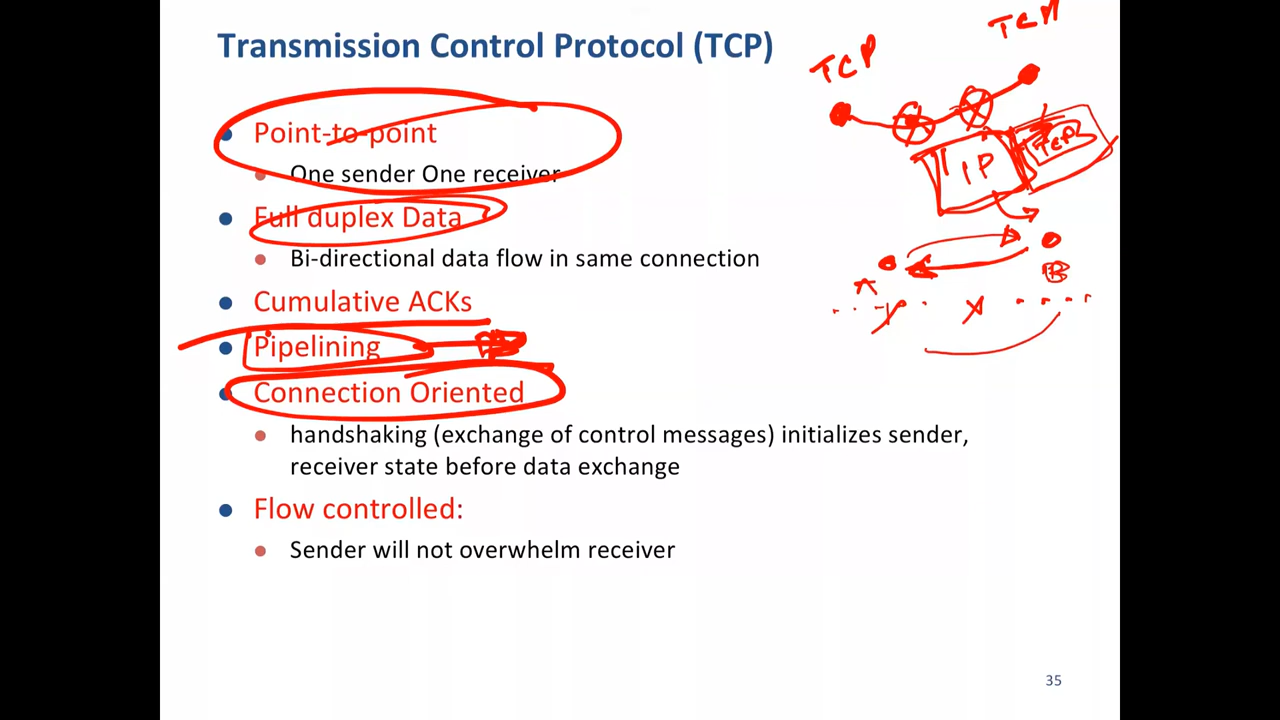 Transmission Control Protocol (TCP)
TCP
● Point-to-point
● One sender One receiver
IP
TCP
● Full duplex Data
● Bi-directional data flow in same connection
A
B
● Cumulative ACKs
● Pipelining
● Connection Oriented
● handshaking (exchange of control messages) initializes sender,
receiver state before data exchange
● Flow controlled:
● Sender will not overwhelm receiver
35